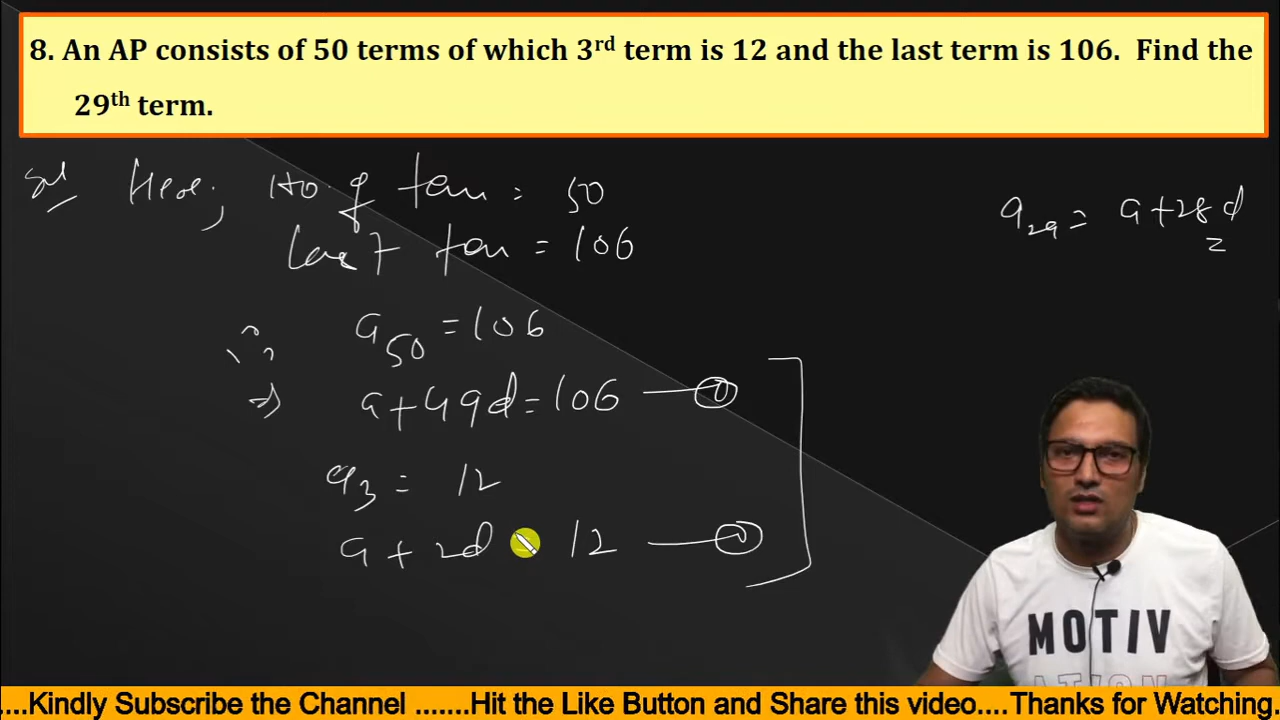 8. An AP consists of 50 terms of which 3rd term is 12 and the last term is 106. Find the
29th term.
Sol Here; No. of term = 50
a29 = a+28d
last term = 106
∴ a50 = 106
⇒ a+49d=106 ①
a3 = 12
a + 2d = 12 ②
MOTIV
....Kindly Subscribe the Channel .......Hit the Like Button and Share this video....Thanks for Watching.